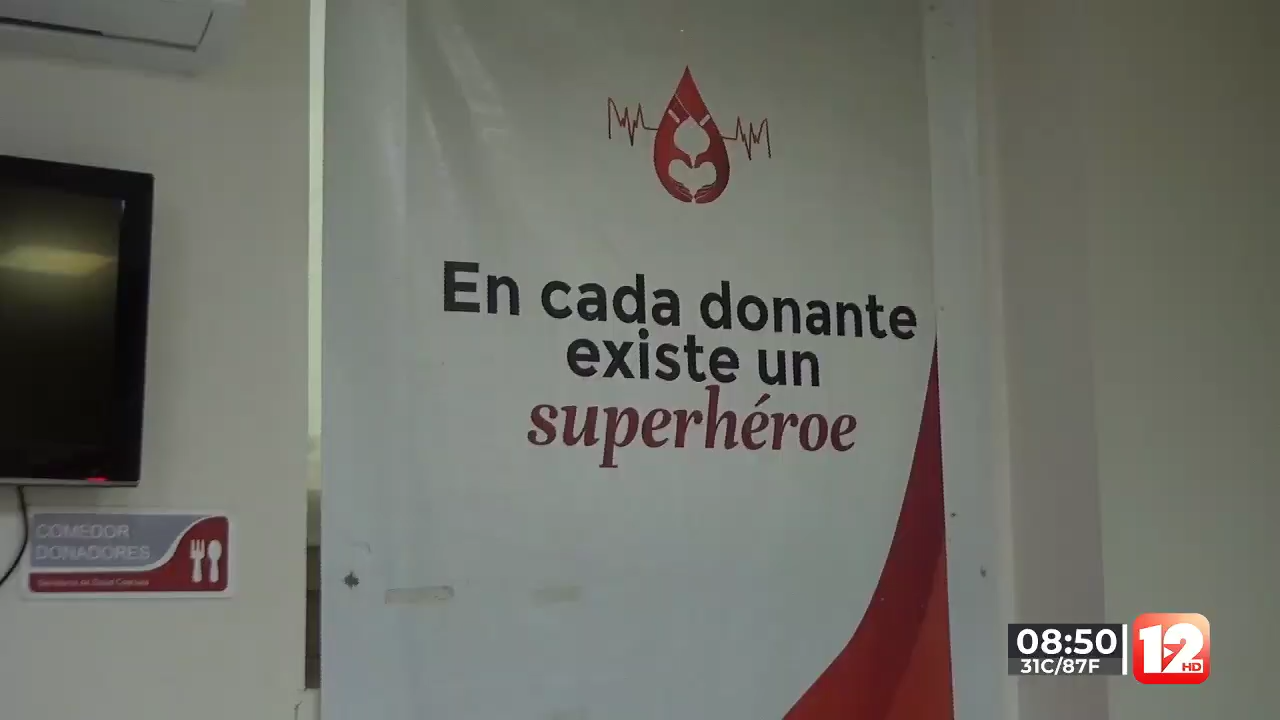 En cada donante
existe un
superhéroe
COMEDOR
DONADORES
08:50
31C/87F
12
HD